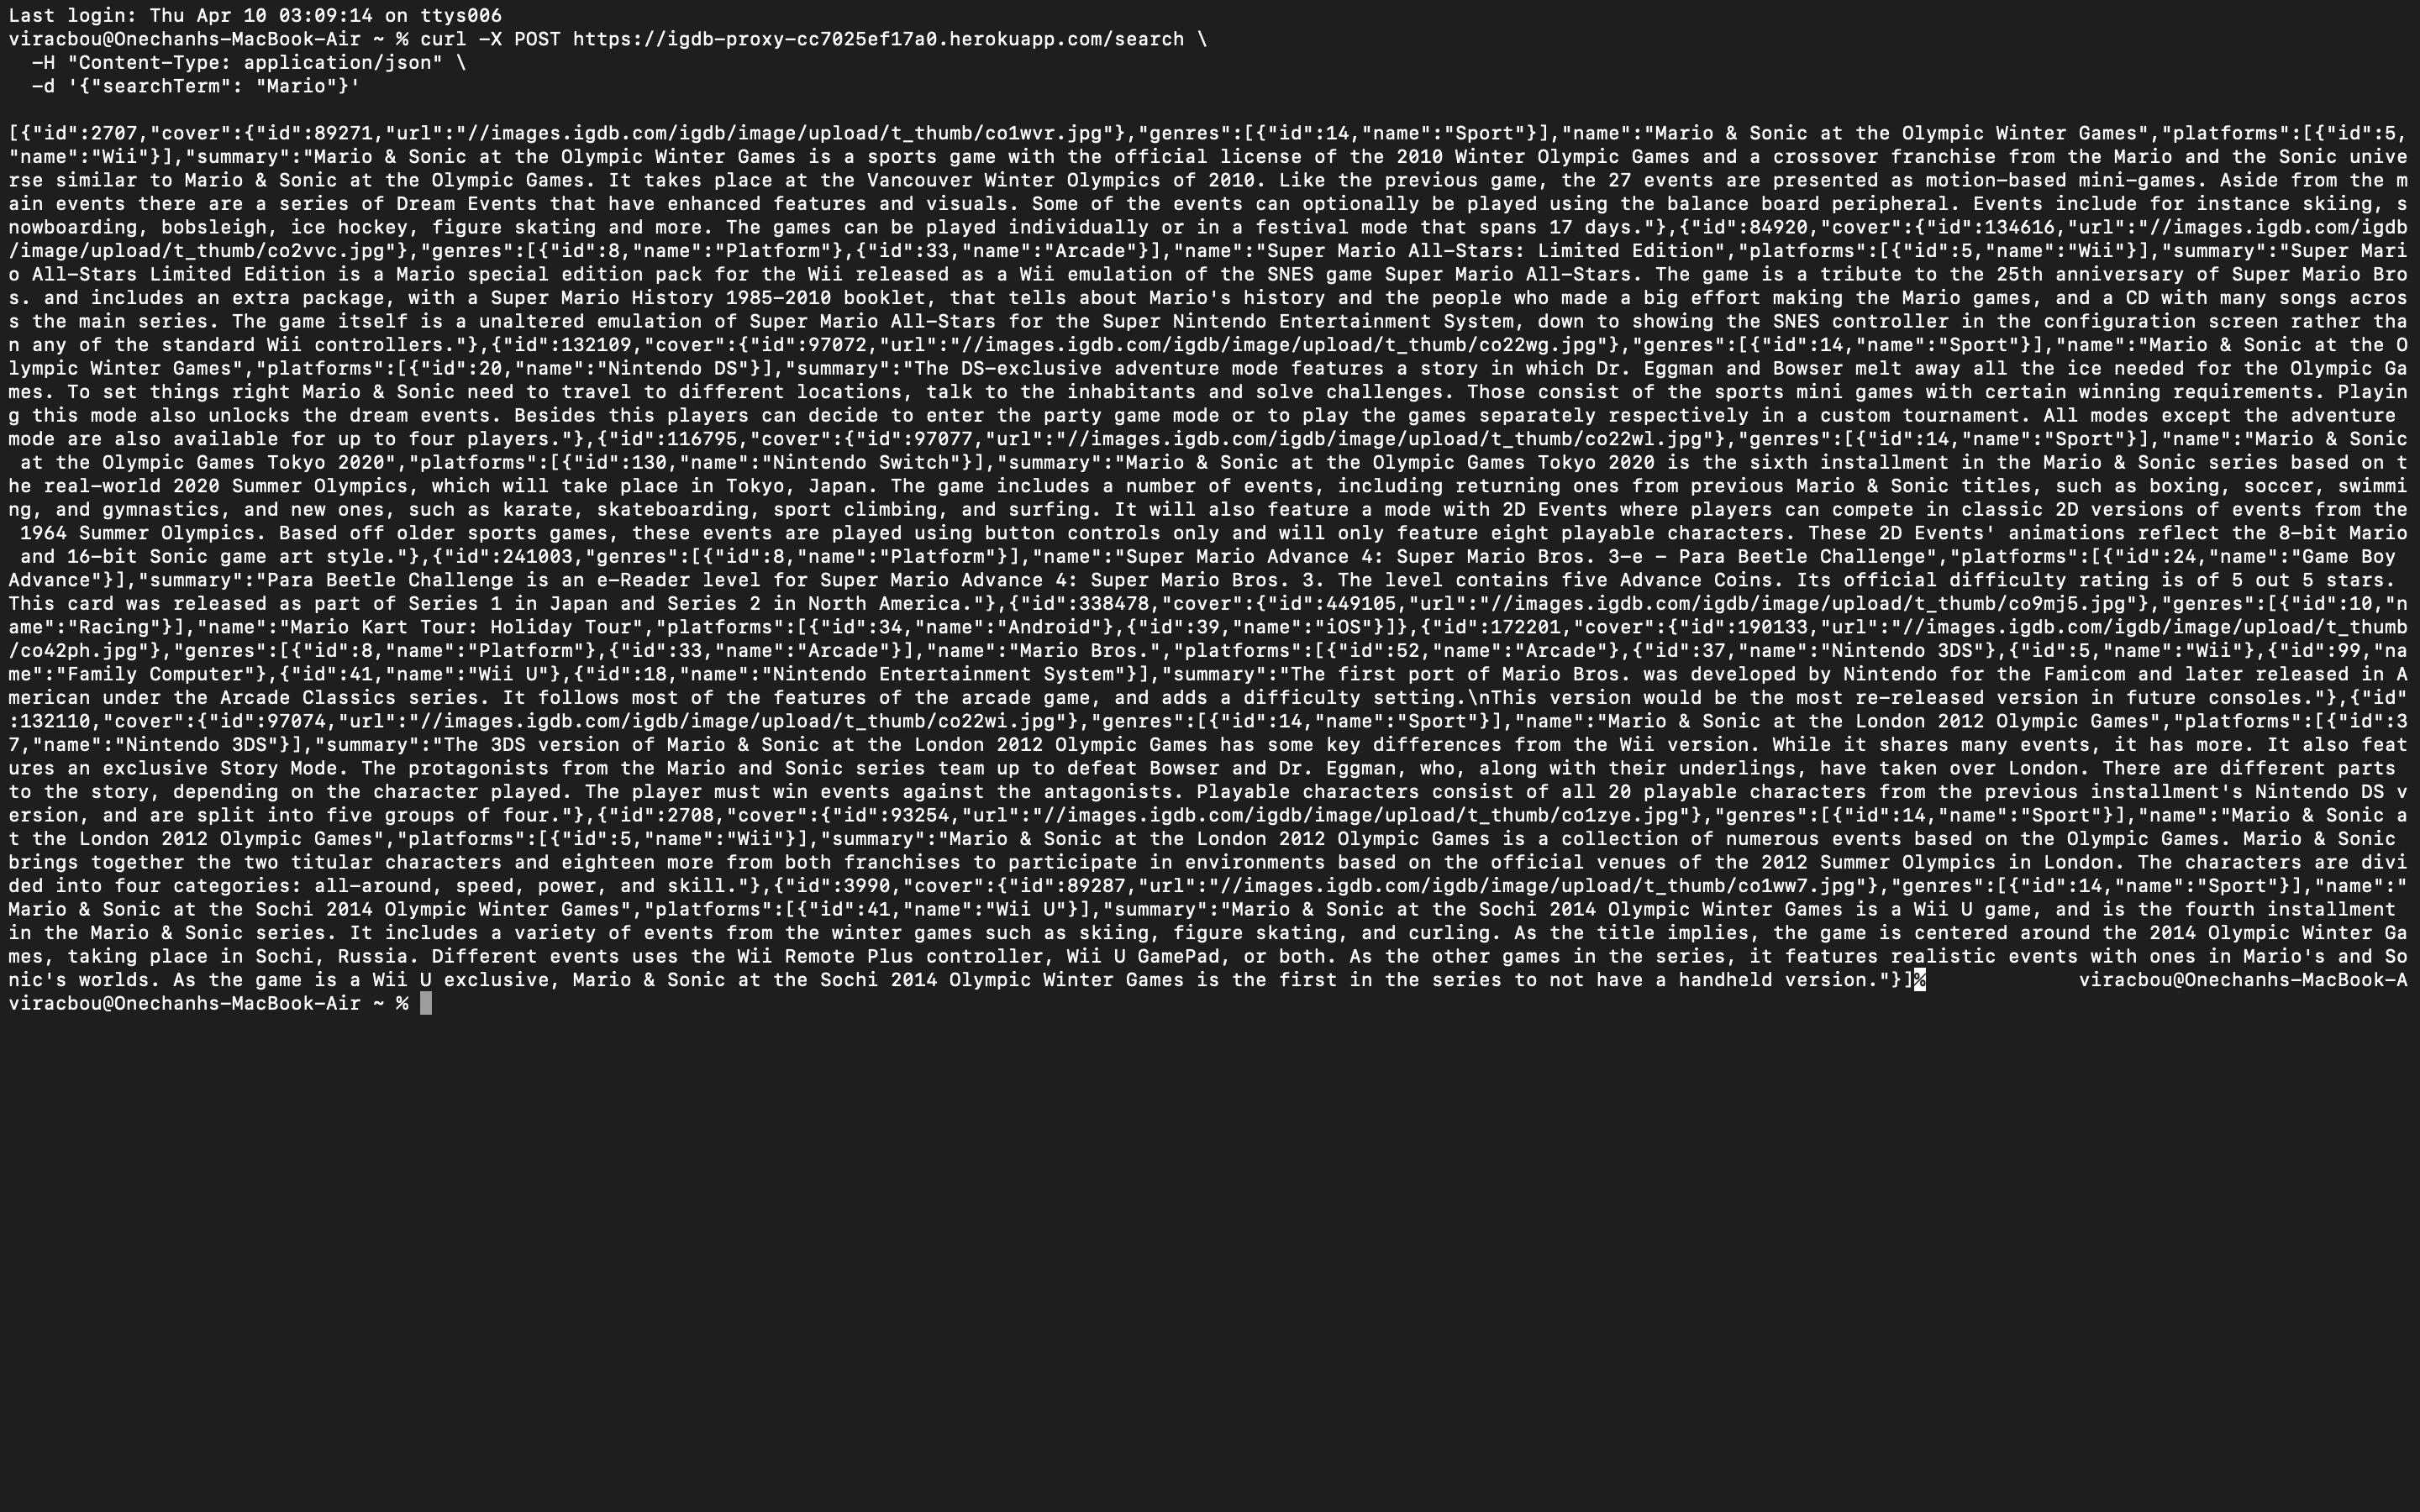 Last login: Thu Apr 10 03:09:14 on ttys006
viracbou@Onechanhs-MacBook-Air ~ % curl -X POST https://igdb-proxy-cc7025ef17a0.herokuapp.com/search \
  -H "Content-Type: application/json" \
  -d '{"searchTerm": "Mario"}'

[{"id":2707,"cover":{"id":89271,"url":"//images.igdb.com/igdb/image/upload/t_thumb/co1wvr.jpg"},"genres":[{"id":14,"name":"Sport"}],"name":"Mario & Sonic at the Olympic Winter Games","platforms":[{"id":5,
"name":"Wii"}],"summary":"Mario & Sonic at the Olympic Winter Games is a sports game with the official license of the 2010 Winter Olympic Games and a crossover franchise from the Mario and the Sonic unive
rse similar to Mario & Sonic at the Olympic Games. It takes place at the Vancouver Winter Olympics of 2010. Like the previous game, the 27 events are presented as motion-based mini-games. Aside from the m
ain events there are a series of Dream Events that have enhanced features and visuals. Some of the events can optionally be played using the balance board peripheral. Events include for instance skiing, s
nowboarding, bobsleigh, ice hockey, figure skating and more. The games can be played individually or in a festival mode that spans 17 days."},{"id":84920,"cover":{"id":134616,"url":"//images.igdb.com/igdb
/image/upload/t_thumb/co2vvc.jpg"},"genres":[{"id":8,"name":"Platform"},{"id":33,"name":"Arcade"}],"name":"Super Mario All-Stars: Limited Edition","platforms":[{"id":5,"name":"Wii"}],"summary":"Super Mari
o All-Stars Limited Edition is a Mario special edition pack for the Wii released as a Wii emulation of the SNES game Super Mario All-Stars. The game is a tribute to the 25th anniversary of Super Mario Bro
s. and includes an extra package, with a Super Mario History 1985-2010 booklet, that tells about Mario's history and the people who made a big effort making the Mario games, and a CD with many songs acros
s the main series. The game itself is a unaltered emulation of Super Mario All-Stars for the Super Nintendo Entertainment System, down to showing the SNES controller in the configuration screen rather tha
n any of the standard Wii controllers."},{"id":132109,"cover":{"id":97072,"url":"//images.igdb.com/igdb/image/upload/t_thumb/co22wg.jpg"},"genres":[{"id":14,"name":"Sport"}],"name":"Mario & Sonic at the O
lympic Winter Games","platforms":[{"id":20,"name":"Nintendo DS"}],"summary":"The DS-exclusive adventure mode features a story in which Dr. Eggman and Bowser melt away all the ice needed for the Olympic Ga
mes. To set things right Mario & Sonic need to travel to different locations, talk to the inhabitants and solve challenges. Those consist of the sports mini games with certain winning requirements. Playin
g this mode also unlocks the dream events. Besides this players can decide to enter the party game mode or to play the games separately respectively in a custom tournament. All modes except the adventure
mode are also available for up to four players."},{"id":116795,"cover":{"id":97077,"url":"//images.igdb.com/igdb/image/upload/t_thumb/co22wl.jpg"},"genres":[{"id":14,"name":"Sport"}],"name":"Mario & Sonic
 at the Olympic Games Tokyo 2020","platforms":[{"id":130,"name":"Nintendo Switch"}],"summary":"Mario & Sonic at the Olympic Games Tokyo 2020 is the sixth installment in the Mario & Sonic series based on t
he real-world 2020 Summer Olympics, which will take place in Tokyo, Japan. The game includes a number of events, including returning ones from previous Mario & Sonic titles, such as boxing, soccer, swimmi
ng, and gymnastics, and new ones, such as karate, skateboarding, sport climbing, and surfing. It will also feature a mode with 2D Events where players can compete in classic 2D versions of events from the
 1964 Summer Olympics. Based off older sports games, these events are played using button controls only and will only feature eight playable characters. These 2D Events' animations reflect the 8-bit Mario
 and 16-bit Sonic game art style."},{"id":241003,"genres":[{"id":8,"name":"Platform"}],"name":"Super Mario Advance 4: Super Mario Bros. 3-e - Para Beetle Challenge","platforms":[{"id":24,"name":"Game Boy
Advance"}],"summary":"Para Beetle Challenge is an e-Reader level for Super Mario Advance 4: Super Mario Bros. 3. The level contains five Advance Coins. Its official difficulty rating is of 5 out 5 stars.
This card was released as part of Series 1 in Japan and Series 2 in North America."},{"id":338478,"cover":{"id":449105,"url":"//images.igdb.com/igdb/image/upload/t_thumb/co9mj5.jpg"},"genres":[{"id":10,"n
ame":"Racing"}],"name":"Mario Kart Tour: Holiday Tour","platforms":[{"id":34,"name":"Android"},{"id":39,"name":"iOS"}]},{"id":172201,"cover":{"id":190133,"url":"//images.igdb.com/igdb/image/upload/t_thumb
/co42ph.jpg"},"genres":[{"id":8,"name":"Platform"},{"id":33,"name":"Arcade"}],"name":"Mario Bros.","platforms":[{"id":52,"name":"Arcade"},{"id":37,"name":"Nintendo 3DS"},{"id":5,"name":"Wii"},{"id":99,"na
me":"Family Computer"},{"id":41,"name":"Wii U"},{"id":18,"name":"Nintendo Entertainment System"}],"summary":"The first port of Mario Bros. was developed by Nintendo for the Famicom and later released in A
merican under the Arcade Classics series. It follows most of the features of the arcade game, and adds a difficulty setting.\nThis version would be the most re-released version in future consoles."},{"id"
:132110,"cover":{"id":97074,"url":"//images.igdb.com/igdb/image/upload/t_thumb/co22wi.jpg"},"genres":[{"id":14,"name":"Sport"}],"name":"Mario & Sonic at the London 2012 Olympic Games","platforms":[{"id":3
7,"name":"Nintendo 3DS"}],"summary":"The 3DS version of Mario & Sonic at the London 2012 Olympic Games has some key differences from the Wii version. While it shares many events, it has more. It also feat
ures an exclusive Story Mode. The protagonists from the Mario and Sonic series team up to defeat Bowser and Dr. Eggman, who, along with their underlings, have taken over London. There are different parts
to the story, depending on the character played. The player must win events against the antagonists. Playable characters consist of all 20 playable characters from the previous installment's Nintendo DS v
ersion, and are split into five groups of four."},{"id":2708,"cover":{"id":93254,"url":"//images.igdb.com/igdb/image/upload/t_thumb/co1zye.jpg"},"genres":[{"id":14,"name":"Sport"}],"name":"Mario & Sonic a
t the London 2012 Olympic Games","platforms":[{"id":5,"name":"Wii"}],"summary":"Mario & Sonic at the London 2012 Olympic Games is a collection of numerous events based on the Olympic Games. Mario & Sonic
brings together the two titular characters and eighteen more from both franchises to participate in environments based on the official venues of the 2012 Summer Olympics in London. The characters are divi
ded into four categories: all-around, speed, power, and skill."},{"id":3990,"cover":{"id":89287,"url":"//images.igdb.com/igdb/image/upload/t_thumb/co1ww7.jpg"},"genres":[{"id":14,"name":"Sport"}],"name":"
Mario & Sonic at the Sochi 2014 Olympic Winter Games","platforms":[{"id":41,"name":"Wii U"}],"summary":"Mario & Sonic at the Sochi 2014 Olympic Winter Games is a Wii U game, and is the fourth installment
in the Mario & Sonic series. It includes a variety of events from the winter games such as skiing, figure skating, and curling. As the title implies, the game is centered around the 2014 Olympic Winter Ga
mes, taking place in Sochi, Russia. Different events uses the Wii Remote Plus controller, Wii U GamePad, or both. As the other games in the series, it features realistic events with ones in Mario's and So
nic's worlds. As the game is a Wii U exclusive, Mario & Sonic at the Sochi 2014 Olympic Winter Games is the first in the series to not have a handheld version."}]%             viracbou@Onechanhs-MacBook-A
viracbou@Onechanhs-MacBook-Air ~ %